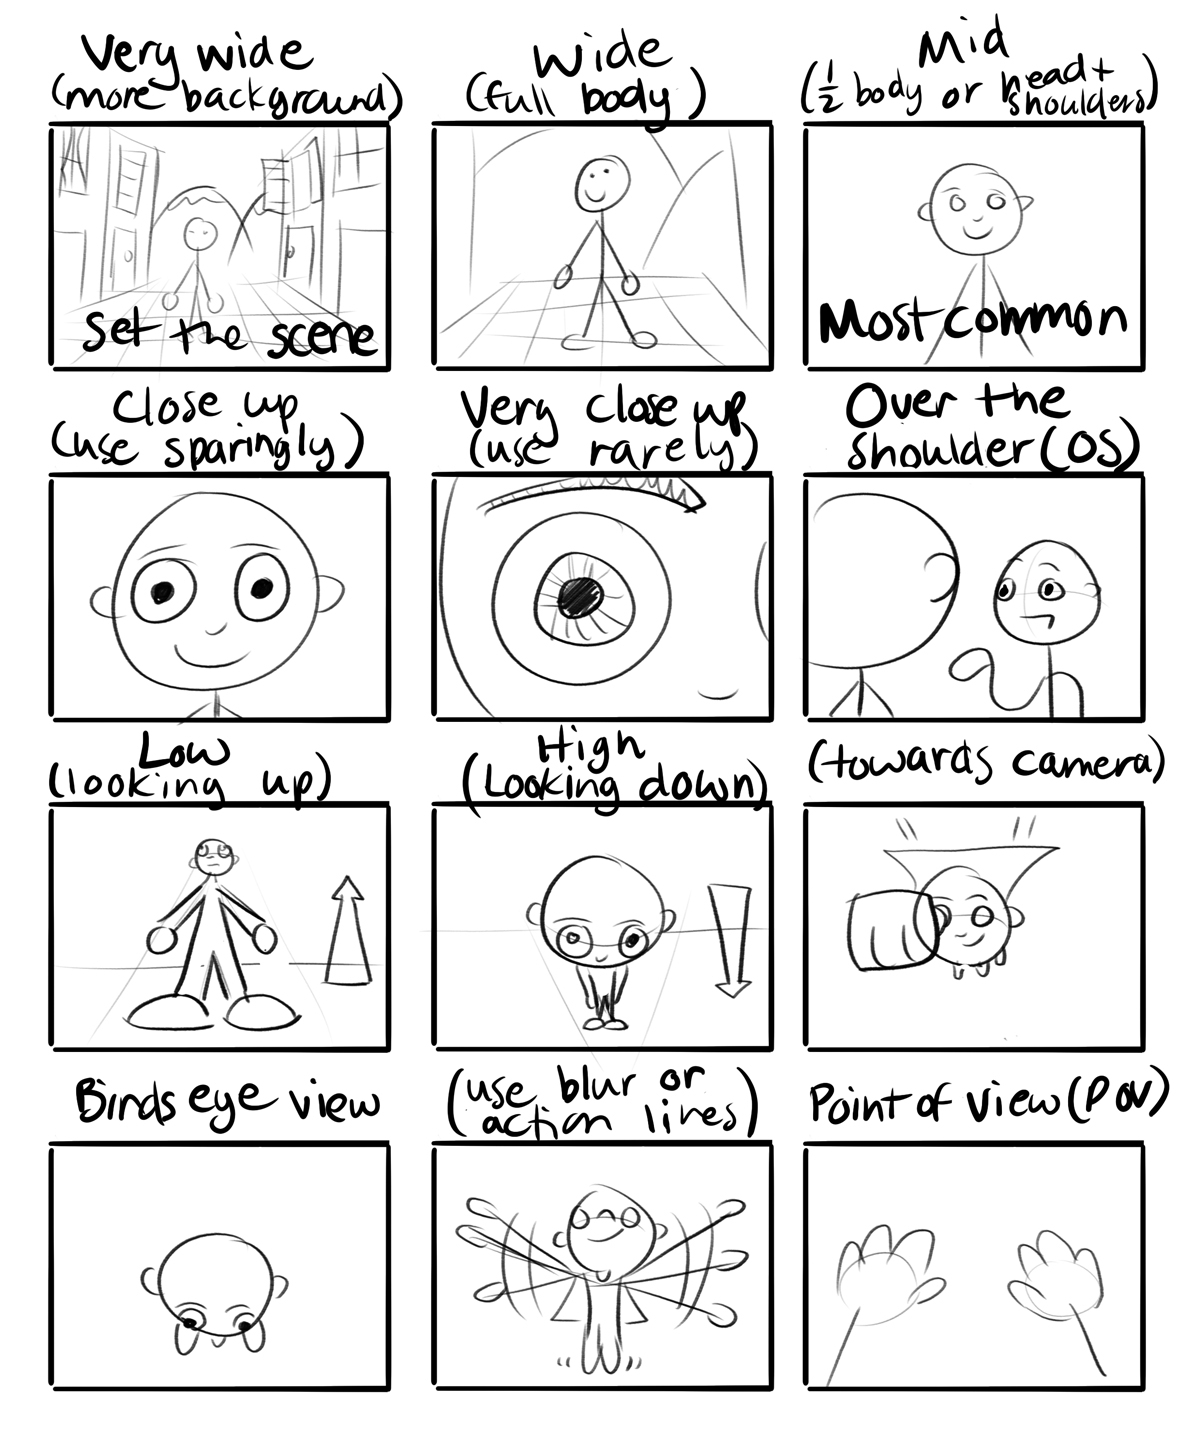 Very wide
(more background)
Wide
(full body)
Mid
(½ body or head +
shoulders)
Set the scene
Most common
Close up
(use sparingly)
Very close up
(use rarely)
Over the
shoulder (OS)
Low
(looking up)
High
(Looking down)
(towards camera)
Birds eye view
(use blur or
action lines)
Point of view (POV)